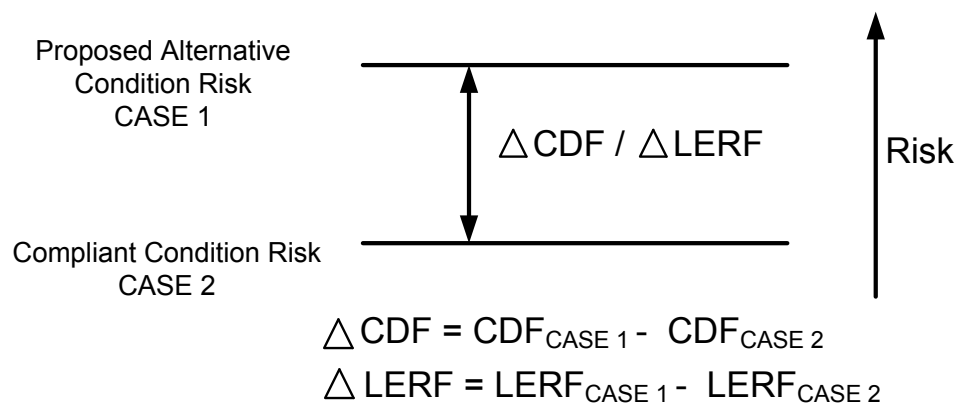 Proposed Alternative
Condition Risk
CASE 1
△ CDF / △ LERF
Risk
Compliant Condition Risk
CASE 2
△ CDF = CDF CASE 1 - CDF CASE 2
△ LERF = LERF CASE 1 - LERF CASE 2